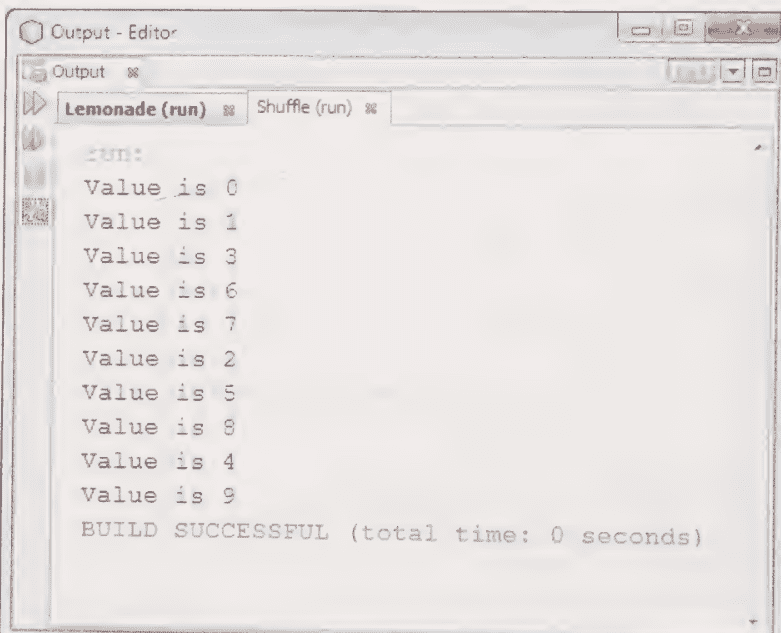 Output - Editor
Output
Lemonade (run) Shuffle (run)
run:
Value is 0
Value is 1
Value is 3
Value is 6
Value is 7
Value is 2
Value is 5
Value is 8
Value is 4
Value is 9
BUILD SUCCESSFUL (total time: 0 seconds)